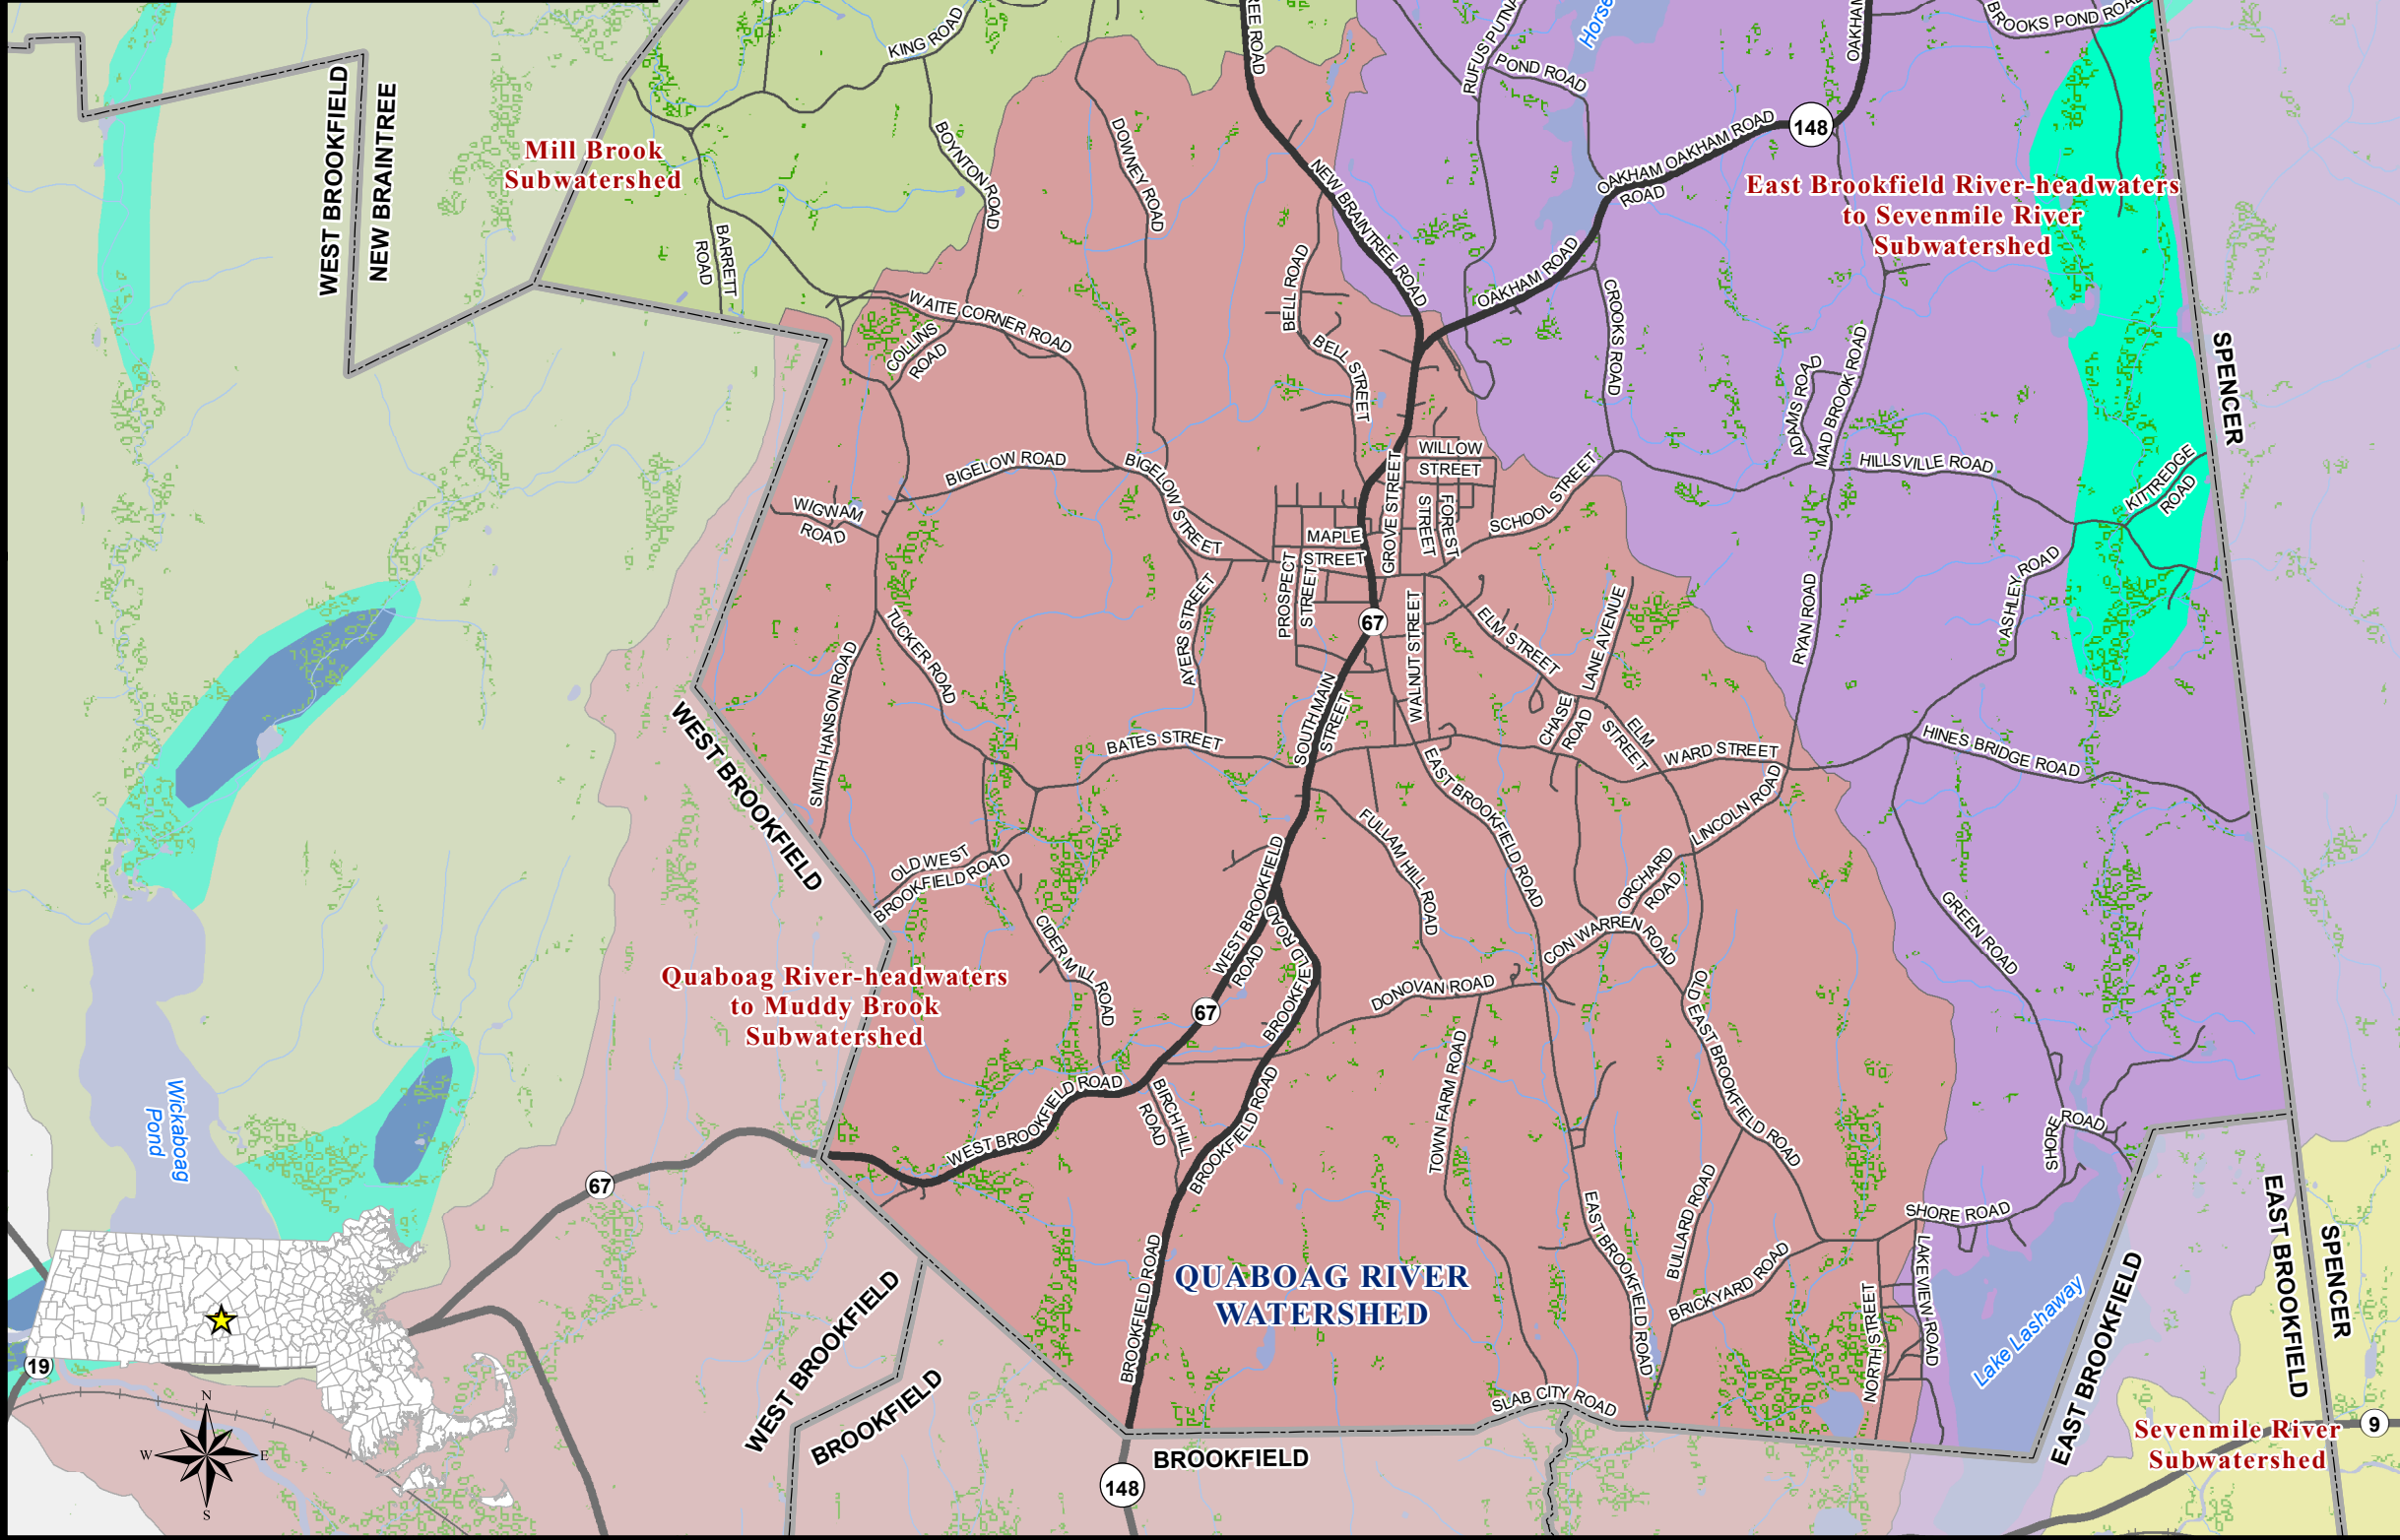 KING ROAD
REE ROAD
RUFUS PUTNA
POND ROAD
Horse
OAKHAM
BROOKS POND ROAD
WEST BROOKFIELD
NEW BRAINTREE
Mill Brook
Subwatershed
BOYNTON ROAD
DOWNEY ROAD
NEW BRAINTREE ROAD
OAKHAM OAKHAM ROAD
ROAD
148
East Brookfield River-headwaters
to Sevenmile River
Subwatershed
BARRETT
ROAD
WAITE CORNER ROAD
COLLINS
ROAD
BELL ROAD
BELL STREET
OAKHAM ROAD
CROOKS ROAD
ADAMS ROAD
MAD BROOK ROAD
SPENCER
BIGELOW ROAD
BIGELOW STREET
WILLOW
STREET
GROVE STREET
FOREST
STREET
STREET
SCHOOL STREET
HILLSVILLE ROAD
KITTREDGE
ROAD
WIGWAM
ROAD
MAPLE
STREET
PROSPECT
STREET
67
AYERS STREET
WALNUT STREET
ELM STREET
LANE AVENUE
RYAN ROAD
ASHLEY ROAD
TUCKER ROAD
SMITH HANSON ROAD
WEST BROOKFIELD
SOUTH MAIN
STREET
BATES STREET
CHASE
ROAD
ELM
STREET
WARD STREET
HINES BRIDGE ROAD
EAST BROOKFIELD ROAD
LINCOLN ROAD
FULLAM HILL ROAD
OLD WEST
BROOKFIELD ROAD
WEST BROOKFIELD
ROAD
ORCHARD
ROAD
CON WARREN ROAD
GREEN ROAD
CIDER MILL ROAD
BROOKFIELD ROAD
Quaboag River-headwaters
to Muddy Brook
Subwatershed
67
DONOVAN ROAD
OLD EAST BROOKFIELD ROAD
TOWN FARM ROAD
WEST BROOKFIELD ROAD
BIRCH HILL
ROAD
BROOKFIELD ROAD
Wickaboag
Pond
67
SHORE ROAD
SHORE ROAD
BULLARD ROAD
EAST BROOKFIELD ROAD
BROOKFIELD ROAD
QUABOAG RIVER
WATERSHED
BRICKYARD ROAD
NORTH STREET
LAKEVIEW ROAD
Lake Lashaway
EAST BROOKFIELD
EAST BROOKFIELD
SPENCER
WEST BROOKFIELD
BROOKFIELD
19
N
W
E
S
SLAB CITY ROAD
BROOKFIELD
148
Sevenmile River
Subwatershed
9